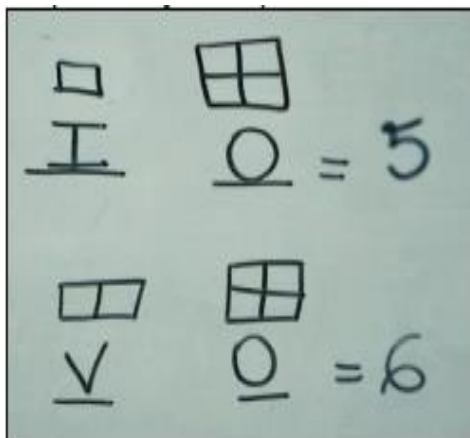 I O = 5
V O = 6